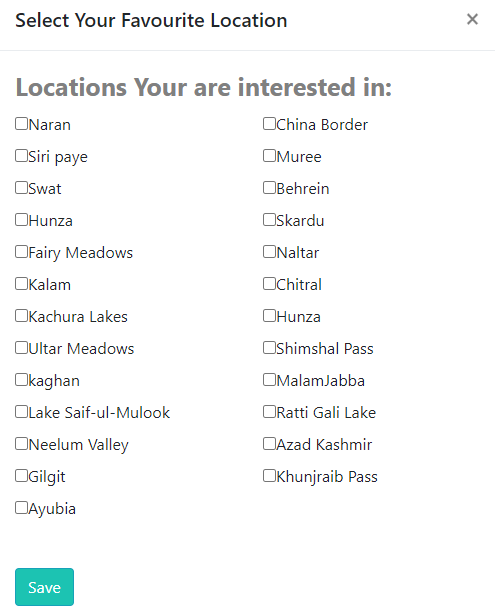 Select Your Favourite Location ×
Locations Your are interested in:
Naran China Border
Siri paye Muree
Swat Behrein
Hunza Skardu
Fairy Meadows Naltar
Kalam Chitral
Kachura Lakes Hunza
Ultar Meadows Shimshal Pass
kaghan MalamJabba
Lake Saif-ul-Mulook Ratti Gali Lake
Neelum Valley Azad Kashmir
Gilgit Khunjraib Pass
Ayubia
Save